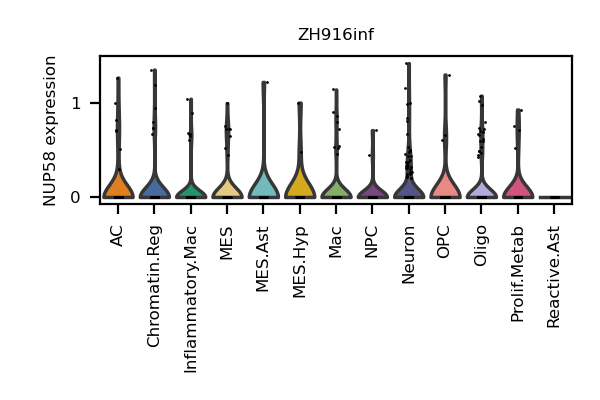 ZH916inf
NUP58 expression
1
0
AC
Chromatin.Reg
Inflammatory.Mac
MES
MES.Ast
MES.Hyp
Mac
NPC
Neuron
OPC
Oligo
Prolif.Metab
Reactive.Ast